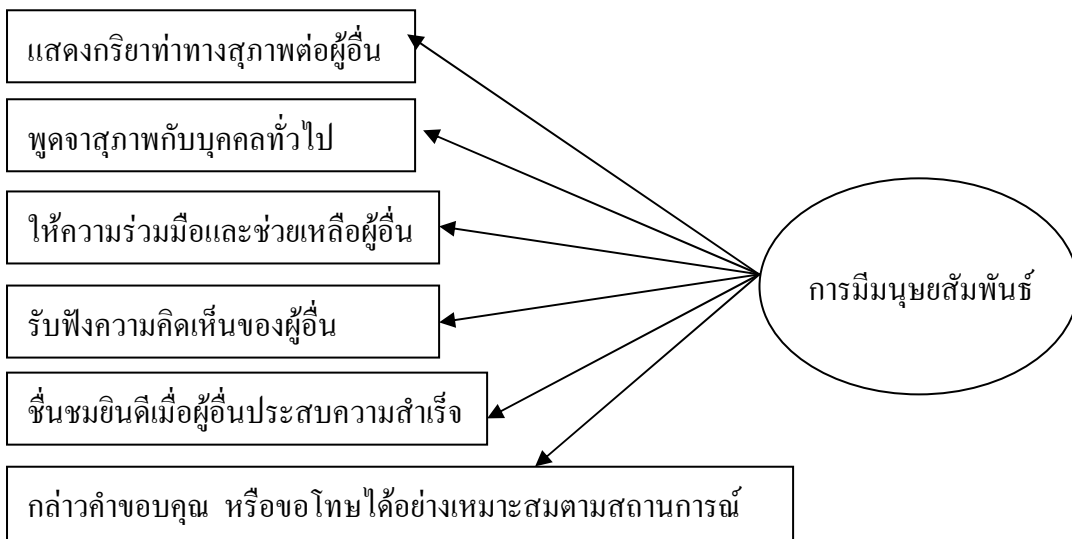 แสดงกริยาท่าทางสุภาพต่อผู้อื่น
พูดจาสุภาพกับบุคคลทั่วไป
ให้ความร่วมมือและช่วยเหลือผู้อื่น
การมีมนุษยสัมพันธ์
รับฟังความคิดเห็นของผู้อื่น
ชื่นชมยินดีเมื่อผู้อื่นประสบความสำเร็จ
กล่าวคำขอบคุณ หรือขอโทษได้อย่างเหมาะสมตามสถานการณ์